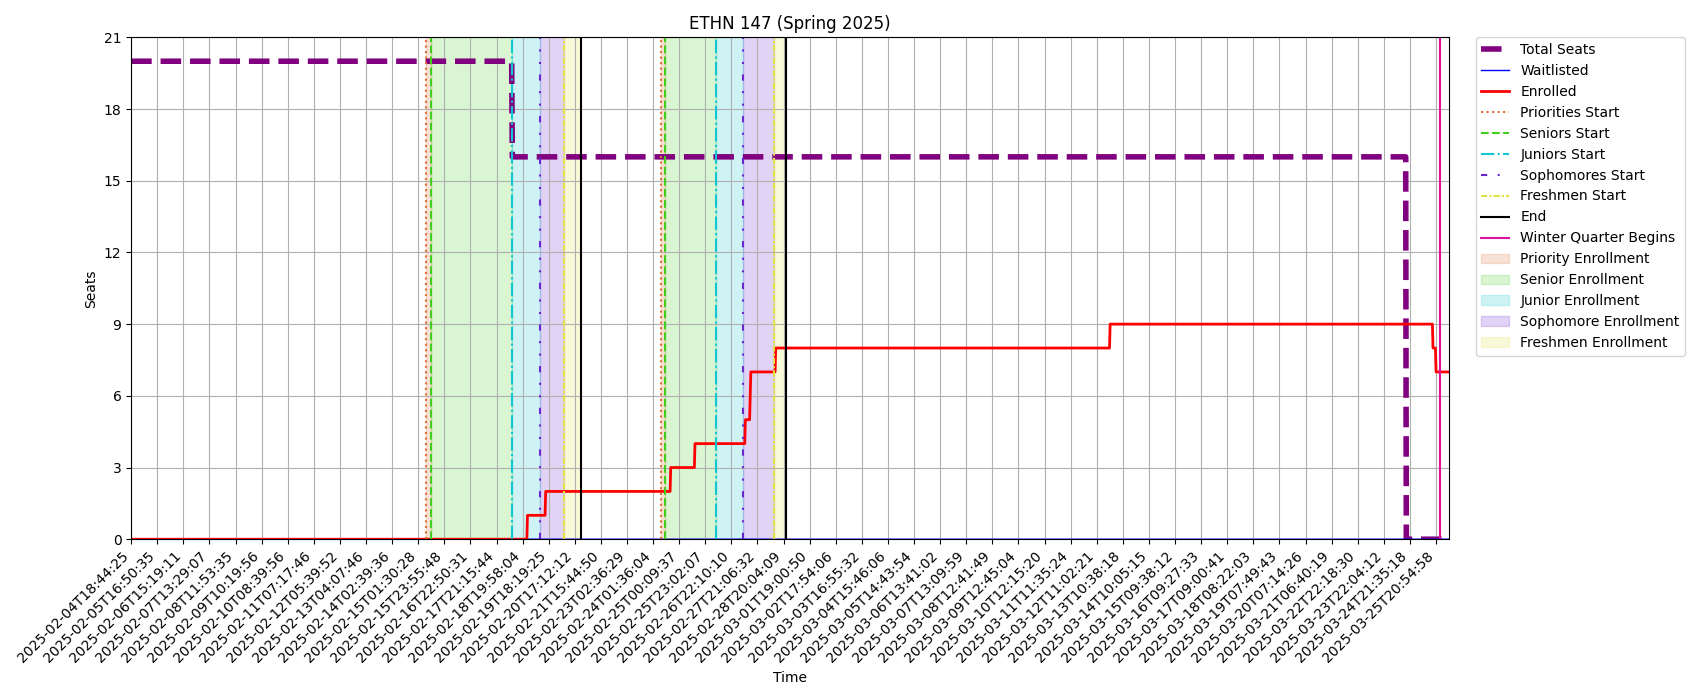 ETHN 147 (Spring 2025)
21
18
15
12
9
6
3
0
Seats
2025-02-04T18:44:25
2025-02-05T16:50:35
2025-02-06T15:19:11
2025-02-07T13:29:07
2025-02-08T11:53:35
2025-02-09T10:19:56
2025-02-10T08:39:56
2025-02-11T07:17:46
2025-02-12T05:39:52
2025-02-13T04:07:46
2025-02-14T02:39:36
2025-02-15T01:30:28
2025-02-15T23:55:48
2025-02-16T22:50:31
2025-02-17T21:15:44
2025-02-18T19:58:04
2025-02-19T18:19:25
2025-02-20T17:12:12
2025-02-21T15:44:50
2025-02-23T02:36:29
2025-02-24T01:36:04
2025-02-25T00:09:37
2025-02-25T23:02:07
2025-02-26T22:10:10
2025-02-27T21:06:32
2025-02-28T20:04:09
2025-03-01T19:00:50
2025-03-02T17:54:06
2025-03-03T16:55:32
2025-03-04T15:46:06
2025-03-05T14:43:54
2025-03-06T13:41:02
2025-03-07T13:09:59
2025-03-08T12:41:49
2025-03-09T12:45:04
2025-03-10T12:15:20
2025-03-11T11:35:24
2025-03-12T11:02:21
2025-03-13T10:38:18
2025-03-14T10:05:15
2025-03-15T09:38:12
2025-03-16T09:27:33
2025-03-17T09:00:41
2025-03-18T08:22:03
2025-03-19T07:49:43
2025-03-20T07:14:26
2025-03-21T06:40:19
2025-03-22T22:18:30
2025-03-23T22:04:12
2025-03-24T21:35:18
2025-03-25T20:54:58
Time
Total Seats
Waitlisted
Enrolled
Priorities Start
Seniors Start
Juniors Start
Sophomores Start
Freshmen Start
End
Winter Quarter Begins
Priority Enrollment
Senior Enrollment
Junior Enrollment
Sophomore Enrollment
Freshmen Enrollment